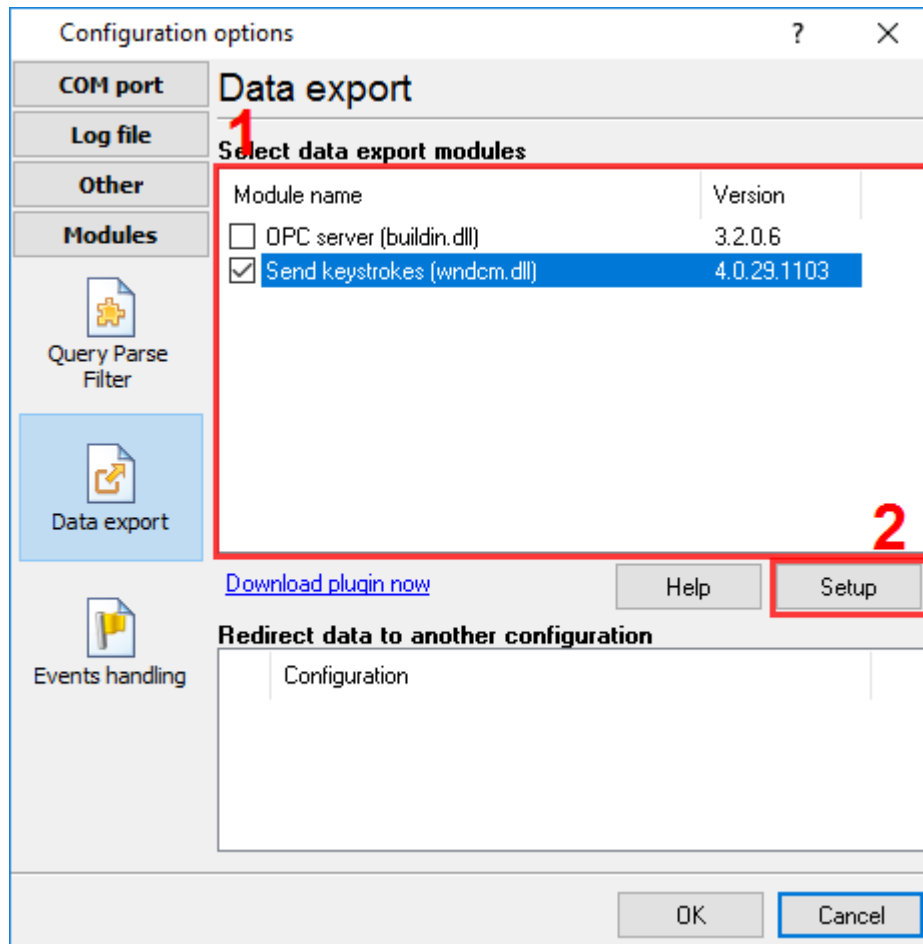 Configuration options
?
COM port
Log file
Other
Modules
Query Parse
Filter
Data export
Events handling
Data export
1
Select data export modules
Module name Version
OPC server (buildin.dll) 3.2.0.6
Send keystrokes (wndcm.dll) 4.0.29.1103
2
Download plugin now
Help
Setup
Redirect data to another configuration
Configuration
OK
Cancel